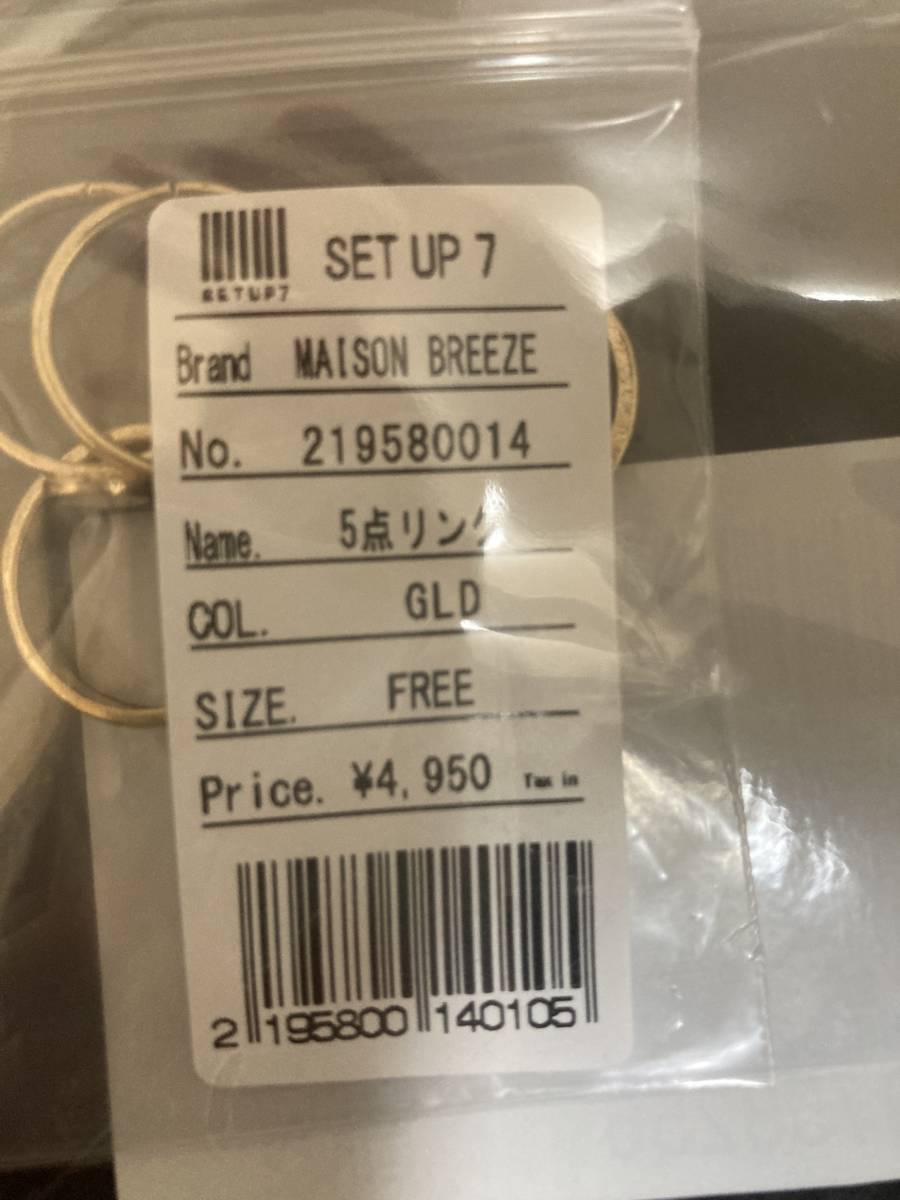 SET UP 7
SETUP7
Brand MAISON BREEZE
No. 219580014
Name. 5点リング
COL. GLD
SIZE. FREE
Price. ¥4,950 Tax in
2 195800 140105